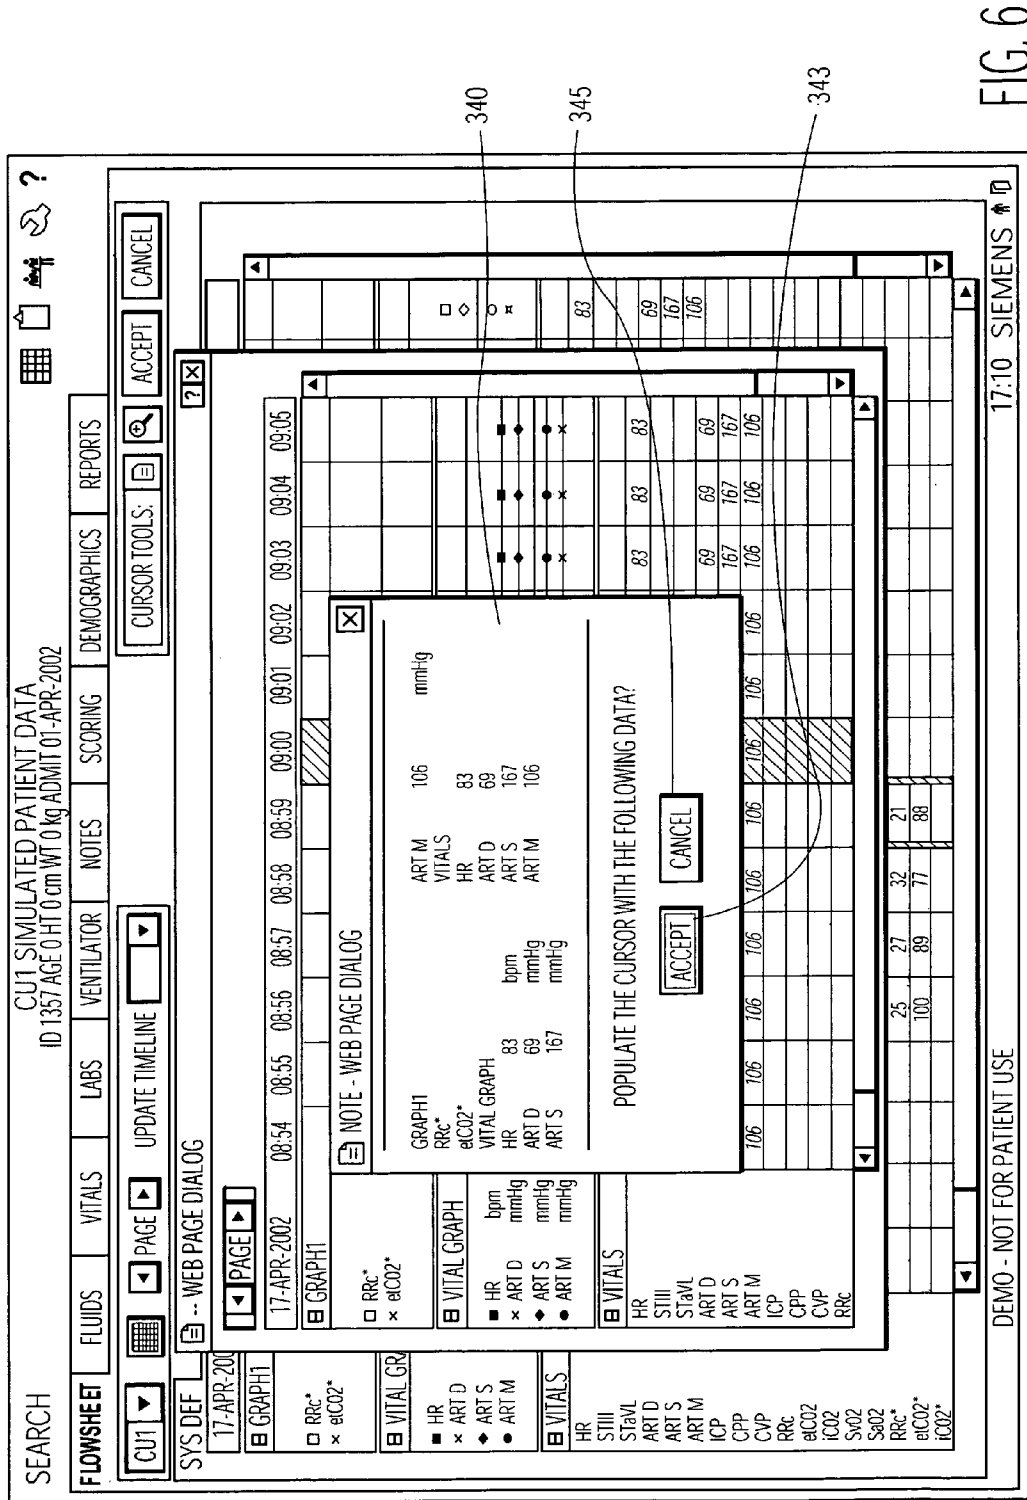 SEARCH
CU1 SIMULATED PATIENT DATA
ID 1357 AGE 0 HT 0 cm WT 0 Kg ADMIT 01-APR-2002
?
FLOWSHEET FLUIDS VITALS LABS VENTILATOR NOTES SCORING DEMOGRAPHICS REPORTS
CU1 PAGE UPDATE TIMELINE CURSOR TOOLS: ACCEPT CANCEL
SYS DEF
-- WEB PAGE DIALOG ? X
PAGE
17-APR-200
17-APR-2002 08:54 08:55 08:56 08:57 08:58 08:59 09:00 09:01 09:02 09:03 09:04 09:05
GRAPH1
RRc*
etCO2*
VITAL GRA
HR
ART D
ART S
ART M
VITALS
HR
STIII
STaVL
ART D
ART S
ART M
ICP
CPP
CVP
RRc
etCO2
iCO2
SvO2
SaO2
RRc* 25 27 32 21
etCO2* 100 89 77 88
iCO2*
GRAPH1
RRc*
etCO2*
VITAL GRAPH
HR bpm
ART D mmHg
ART S mmHg
ART M mmHg
VITALS
HR 83 83 83 83
STIII
STaVL
ART D 69 69 69 69
ART S 167 167 167 167
ART M 106 106 106 106 106 106 106 106 106 106 106 106 106
ICP
CPP
CVP
RRc
NOTE - WEB PAGE DIALOG X
GRAPH1
RRc*
etCO2*
VITAL GRAPH
HR 83 bpm
ART D 69 mmHg
ART S 167 mmHg
ART M 106 mmHg
VITALS
HR 83
ART D 69
ART S 167
ART M 106
POPULATE THE CURSOR WITH THE FOLLOWING DATA?
ACCEPT CANCEL
DEMO - NOT FOR PATIENT USE 17:10 SIEMENS
340
345
343
FIG. 6